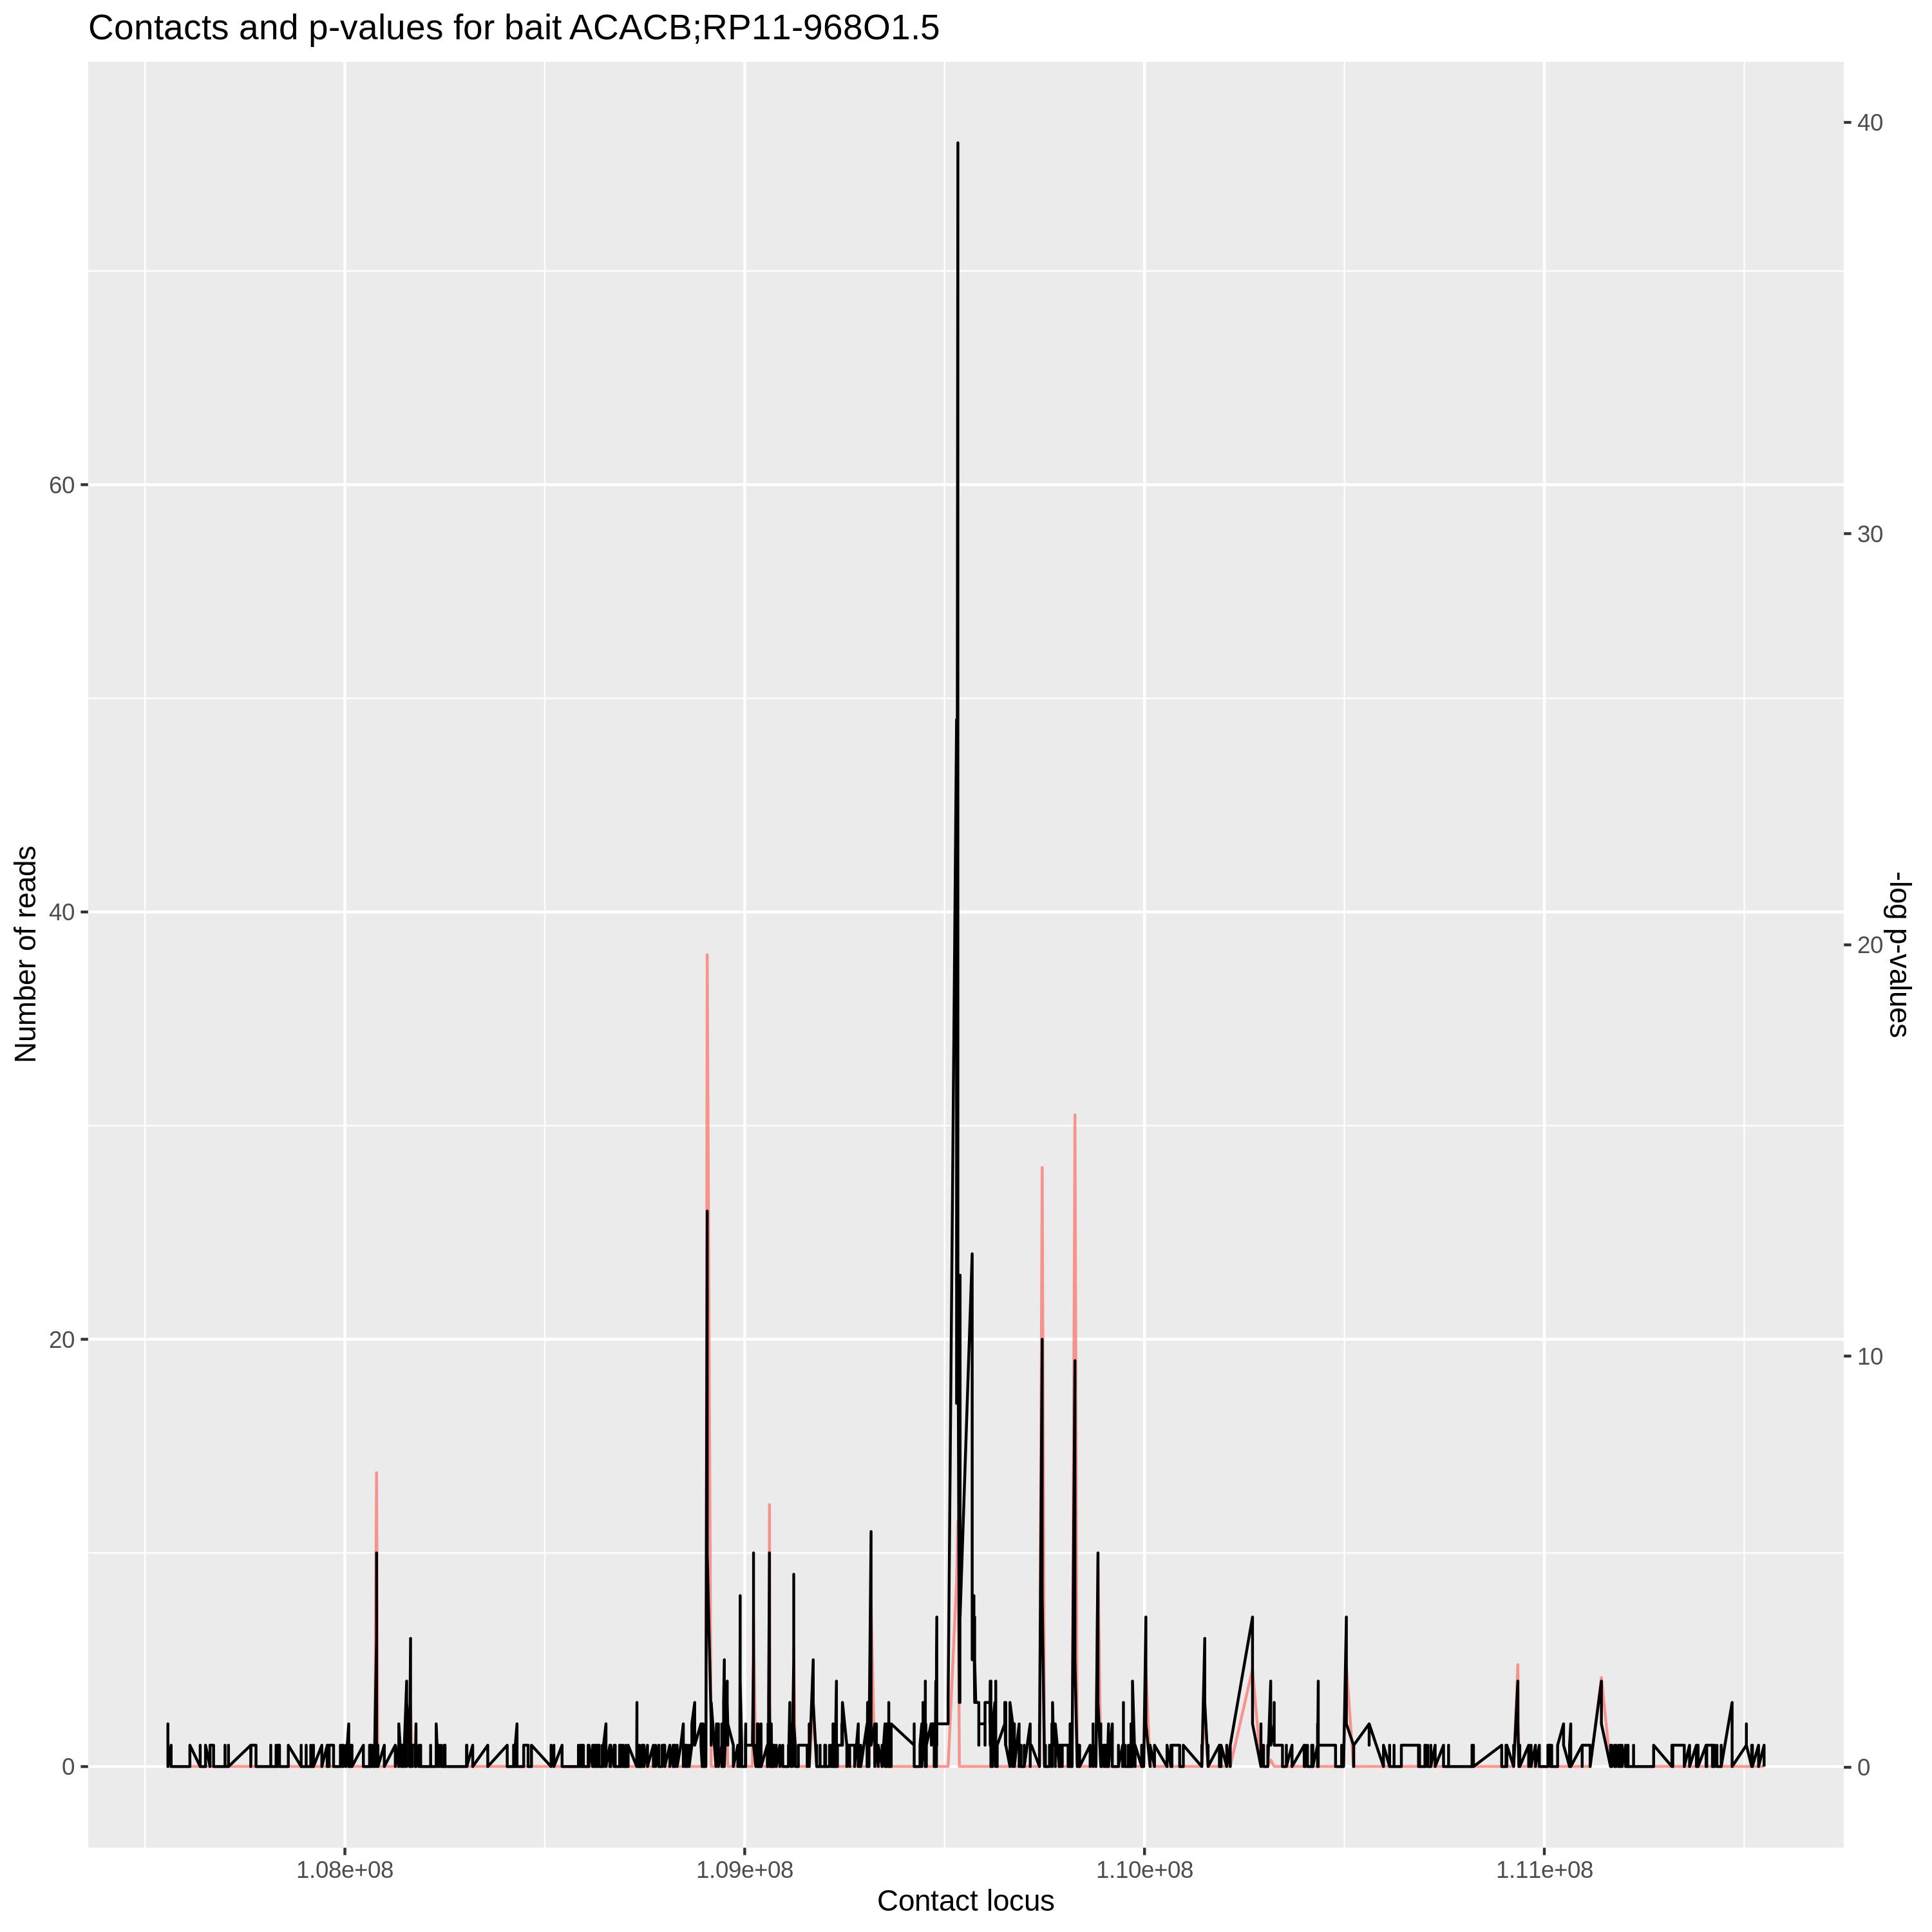 Contacts and p-values for bait ACACB;RP11-968O1.5
40
60
30
Number of reads
40
20
-log p-values
20
10
0
0
1.08e+08
1.09e+08
1.10e+08
1.11e+08
Contact locus